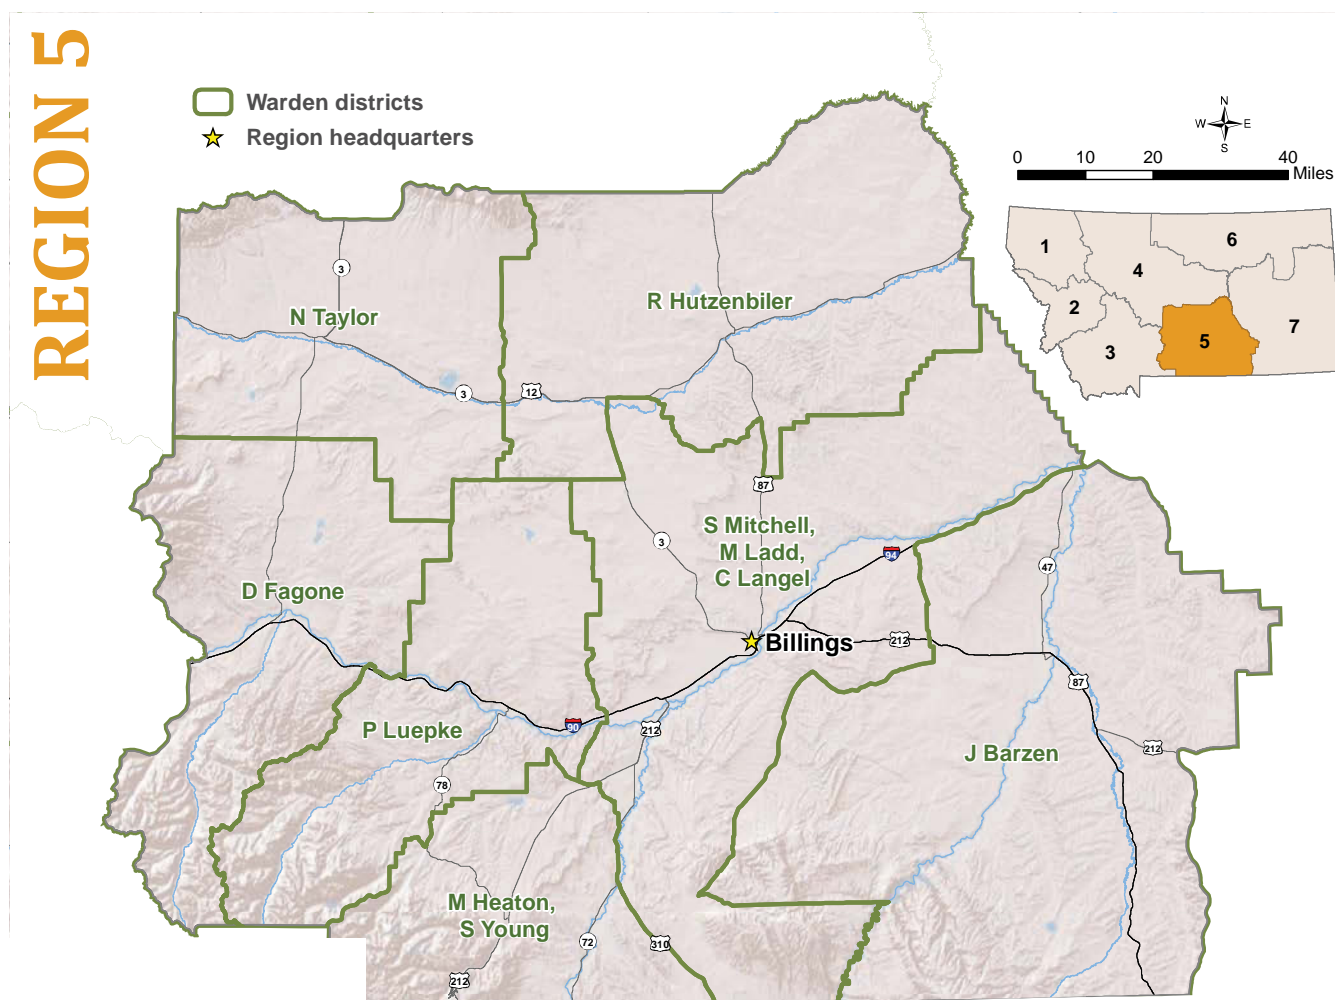 REGION 5
Warden districts
Region headquarters
N
W E
S
0 10 20 40
Miles
1
2
3
4
5
6
7
3
N Taylor
R Hutzenbiler
3
12
87
S Mitchell,
M Ladd,
C Langel
3
94
47
D Fagone
Billings
212
87
P Luepke
90
212
J Barzen
212
78
M Heaton,
S Young
72
310
212